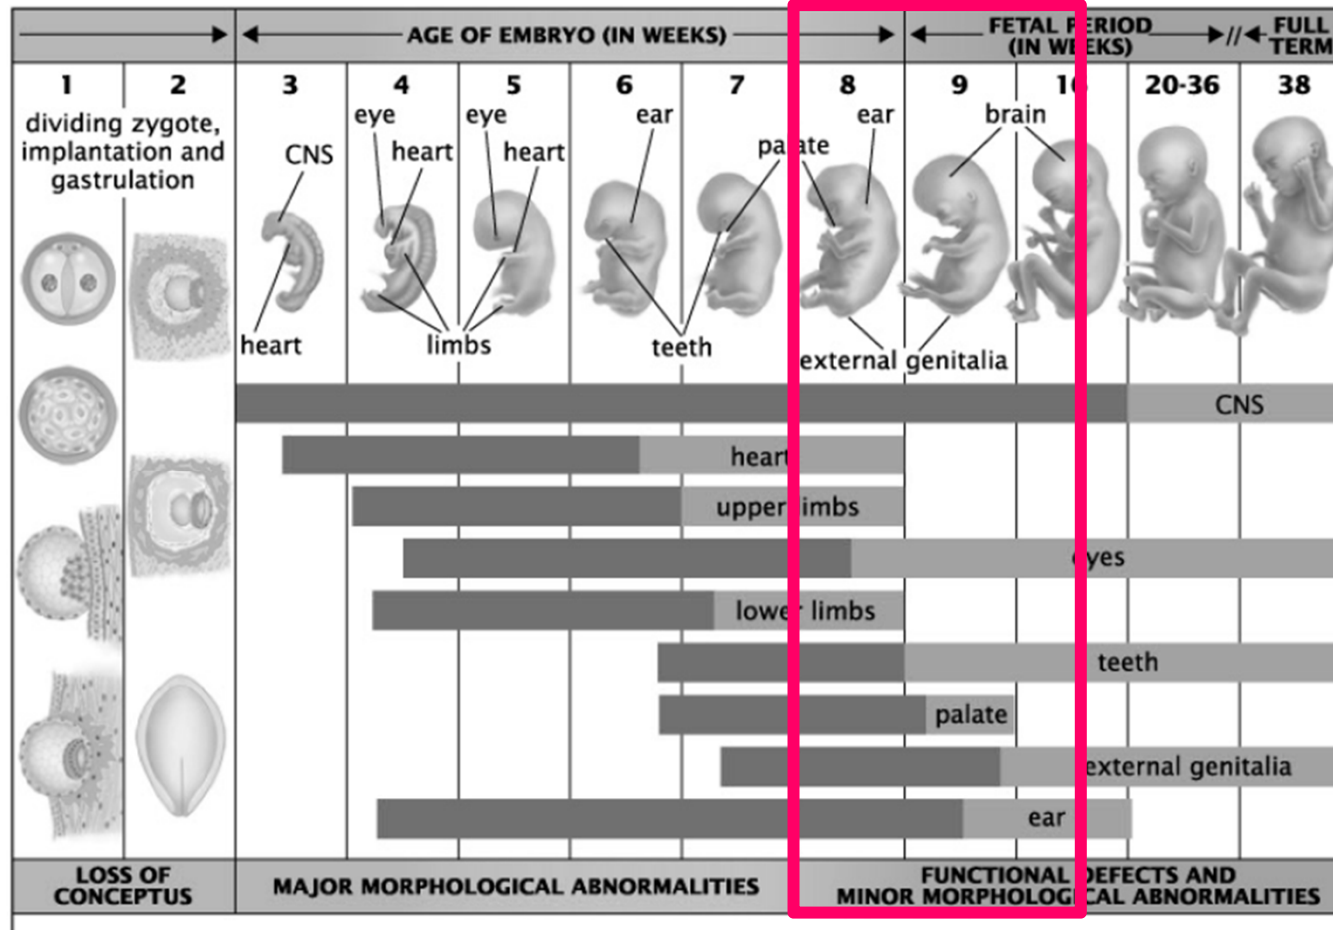 AGE OF EMBRYO (IN WEEKS)
FETAL PERIOD
(IN WEEKS)
FULL
TERM
1
2
3
4
5
6
7
8
9
16
20-36
38
dividing zygote,
implantation and
gastrulation
CNS
heart
eye
heart
limbs
eye
heart
ear
teeth
palate
ear
external genitalia
brain
CNS
heart
upper limbs
eyes
lower limbs
teeth
palate
external genitalia
ear
LOSS OF
CONCEPTUS
MAJOR MORPHOLOGICAL ABNORMALITIES
FUNCTIONAL DEFECTS AND
MINOR MORPHOLOGICAL ABNORMALITIES